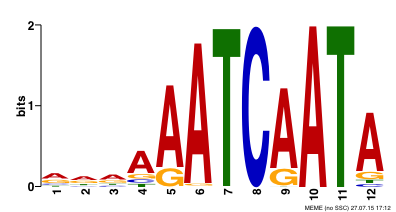 2
bits
1
0
A A A A A A T C A A T A
G G G
1 2 3 4 5 6 7 8 9 10 11 12
MEME (no SSC) 27.07.15 17:12